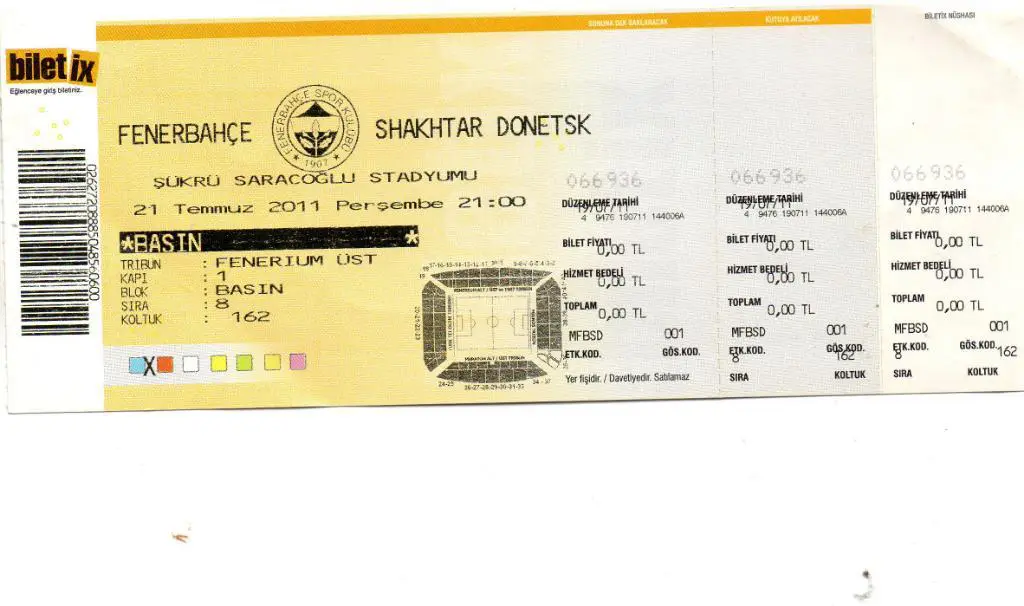 SONUNA DEK SAKLANACAK
KUTUYA ATILACAK
BİLETİX NÜSHASI
biletix
Eğlenceye giriş biletiniz.
FENERBAHÇE
FENERBAHÇE SPOR KULÜBÜ
1907
SHAKHTAR DONETSK
ŞÜKRÜ SARACOĞLU STADYUMU
21 Temmuz 2011 Perşembe 21:00
*BASIN *
TRIBUN : FENERIUM ÜST
KAPI : 1
BLOK : BASIN
SIRA : 8
KOLTUK : 162
X
066936
DÜZENLEME TARİHİ
19/07/11
4 9476 190711 144006A
BİLET FİYATI
0,00 TL
HİZMET BEDELİ
0,00 TL
TOPLAM
0,00 TL
MFBSD 001
ETK.KOD. GÖS.KOD.
Yer fişidir. / Davetiyedir. Satılamaz
066936
DÜZENLEME TARİHİ
19/07/11
4 9476 190711 144006A
BİLET FİYATI
0,00 TL
HİZMET BEDELİ
0,00 TL
TOPLAM
0,00 TL
MFBSD 001
ETK.KOD. GÖS.KOD.
8 162
SIRA KOLTUK
066936
DÜZENLEME TARİHİ
19/07/11
4 9476 190711 144006A
BİLET FİYATI
0,00 TL
HİZMET BEDELİ
0,00 TL
TOPLAM
0,00 TL
MFBSD 001
ETK.KOD. GÖS.KOD.
8 162
SIRA KOLTUK